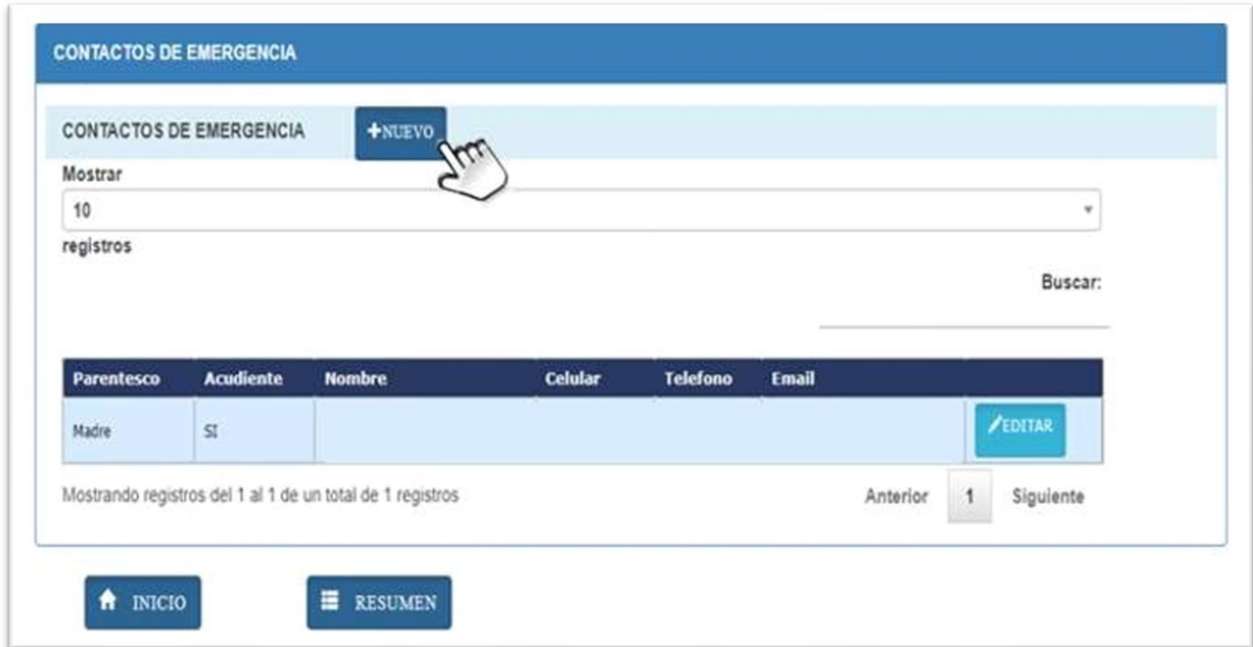 CONTACTOS DE EMERGENCIA
CONTACTOS DE EMERGENCIA +NUEVO
Mostrar
10
registros
Buscar:
Parentesco Acudiente Nombre Celular Telefono Email
Madre SI EDITAR
Mostrando registros del 1 al 1 de un total de 1 registros Anterior 1 Siguiente
INICIO RESUMEN